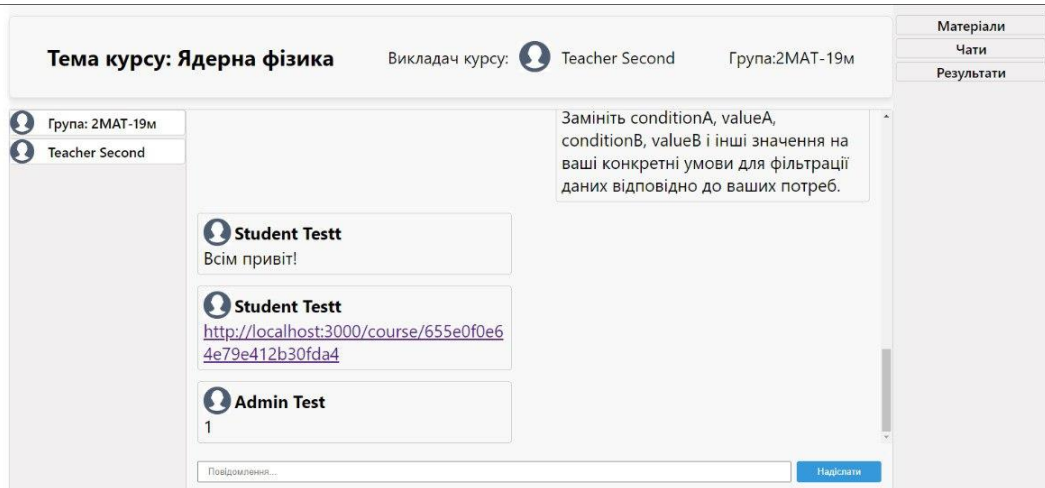 Тема курсу: Ядерна фізика
Викладач курсу: Teacher Second
Група:2МАТ-19м
Матеріали
Чати
Результати
Група: 2МАТ-19м
Teacher Second
Замініть conditionA, valueA,
conditionB, valueB і інші значення на
ваші конкретні умови для фільтрації
даних відповідно до ваших потреб.
Student Testt
Всім привіт!
Student Testt
http://localhost:3000/course/655e0f0e6
4e79e412b30fda4
Admin Test
1
Повідомлення...
Надіслати